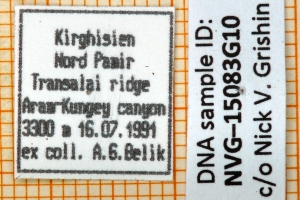 Kirghisien
Nord Pamir
Transalai ridge
Aram-Kungey canyon
3300 m 16.07.1991
ex coll. A.G.Belik
DNA sample ID:
NVG–15083G10
c/o Nick V. Grishin